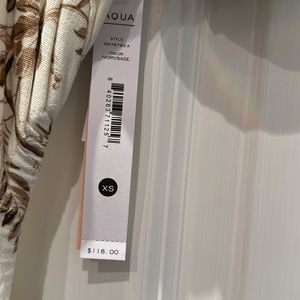 AQUA
STYLE
COLOR
IVORY/SAGE
XS
$118.00